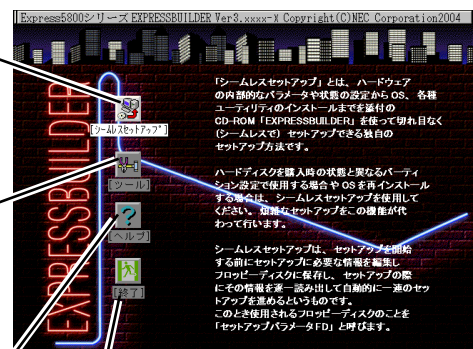 Express5800シリーズ EXPRESSBUILDER Ver3.xxxx-X Copyright(C)NEC Corporation2004
EXPRESSBUILDER
[シームレスセットアップ]
[ツール]
[ヘルプ]
[終了]
「シームレスセットアップ」とは、ハードウェア
の内部的なパラメータや状態の設定から OS、各種
ユーティリティのインストールまでを添付の
CD-ROM「EXPRESSBUILDER」を使って切れ目なく
(シームレスで) セットアップできる独自の
セットアップ方法です。
ハードディスクを購入時の状態と異なるパーティ
ション設定で使用する場合や OS を再インストール
する場合は、シームレスセットアップを使用して
ください。煩雑なセットアップをこの機能が代
わって行います。
シームレスセットアップは、セットアップを開始
する前にセットアップに必要な情報を編集し
フロッピーディスクに保存し、セットアップの際
にその情報を逐一読み出して自動的に一連のセッ
トアップを進めるというものです。
このとき使用されるフロッピーディスクのことを
「セットアップパラメータFD」と呼びます。